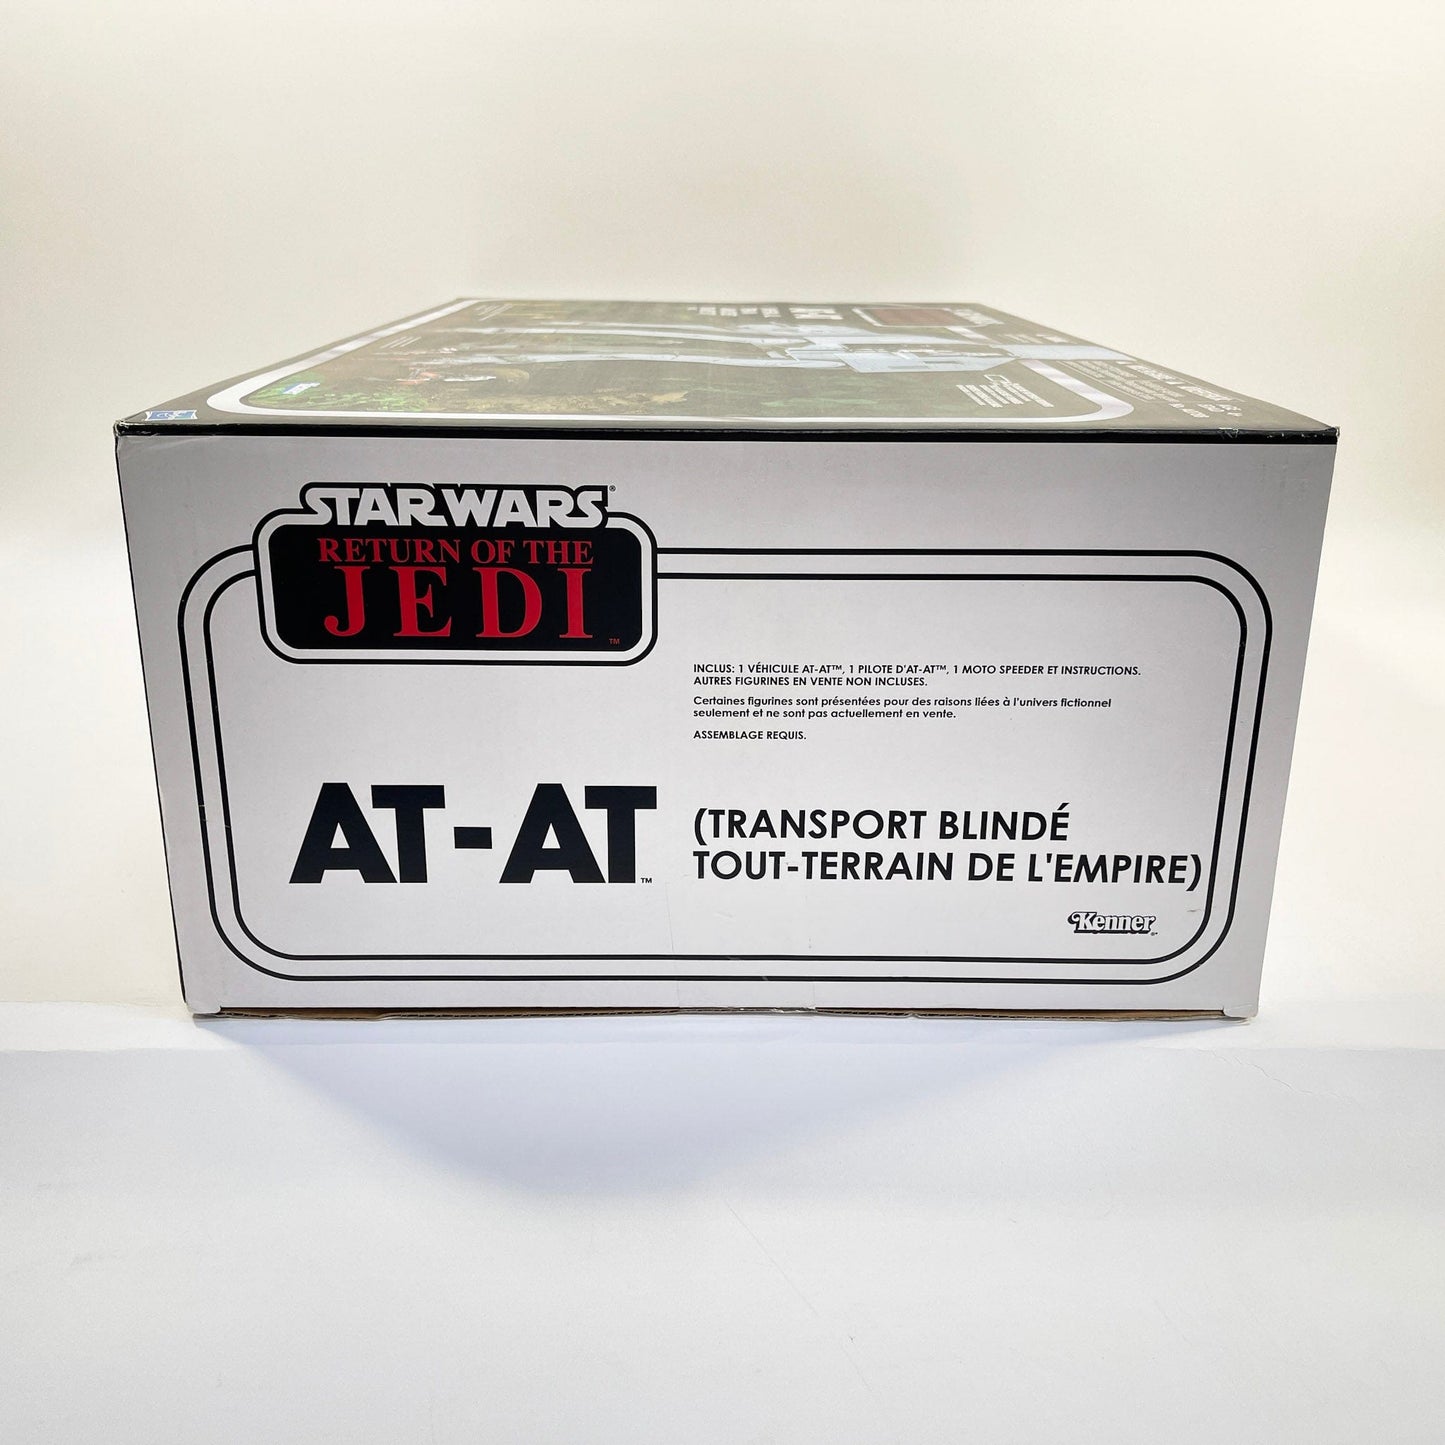 STAR WARS®
RETURN OF THE
JEDI™
INCLUS: 1 VÉHICULE AT-AT™, 1 PILOTE D'AT-AT™, 1 MOTO SPEEDER ET INSTRUCTIONS.
AUTRES FIGURINES EN VENTE NON INCLUSES.
Certaines figurines sont présentées pour des raisons liées à l'univers fictionnel
seulement et ne sont pas actuellement en vente.
ASSEMBLAGE REQUIS.
AT-AT™
(TRANSPORT BLINDÉ
TOUT-TERRAIN DE L'EMPIRE)
Kenner®